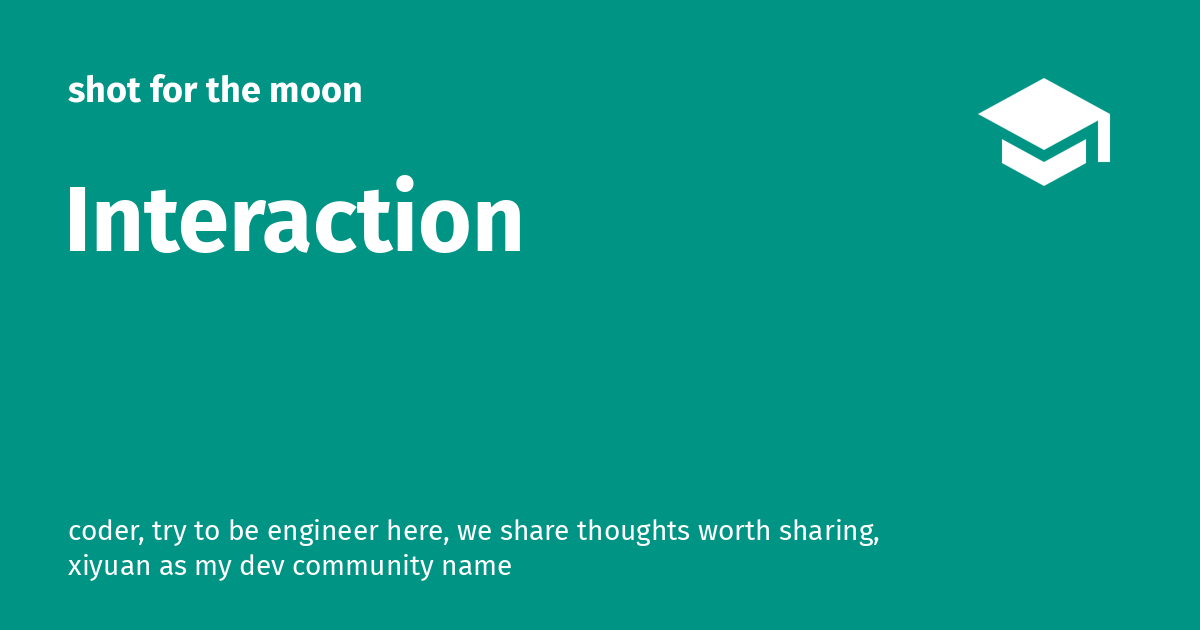 shot for the moon
Interaction
coder, try to be engineer here, we share thoughts worth sharing,
xiyuan as my dev community name